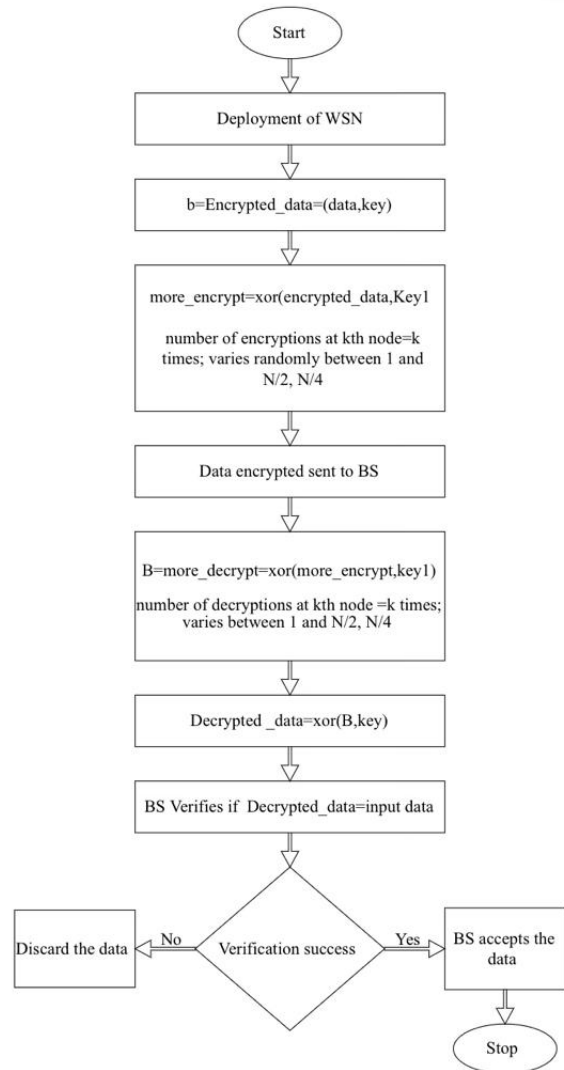 Start
Deployment of WSN
b=Encrypted_data=(data,key)
more_encrypt=xor(encrypted_data,Key1
number of encryptions at kth node=k
times; varies randomly between 1 and
N/2, N/4
Data encrypted sent to BS
B=more_decrypt=xor(more_encrypt,key1)
number of decryptions at kth node =k times;
varies between 1 and N/2, N/4
Decrypted _data=xor(B,key)
BS Verifies if Decrypted_data=input data
Discard the data
No
Verification success
Yes
BS accepts the
data
Stop